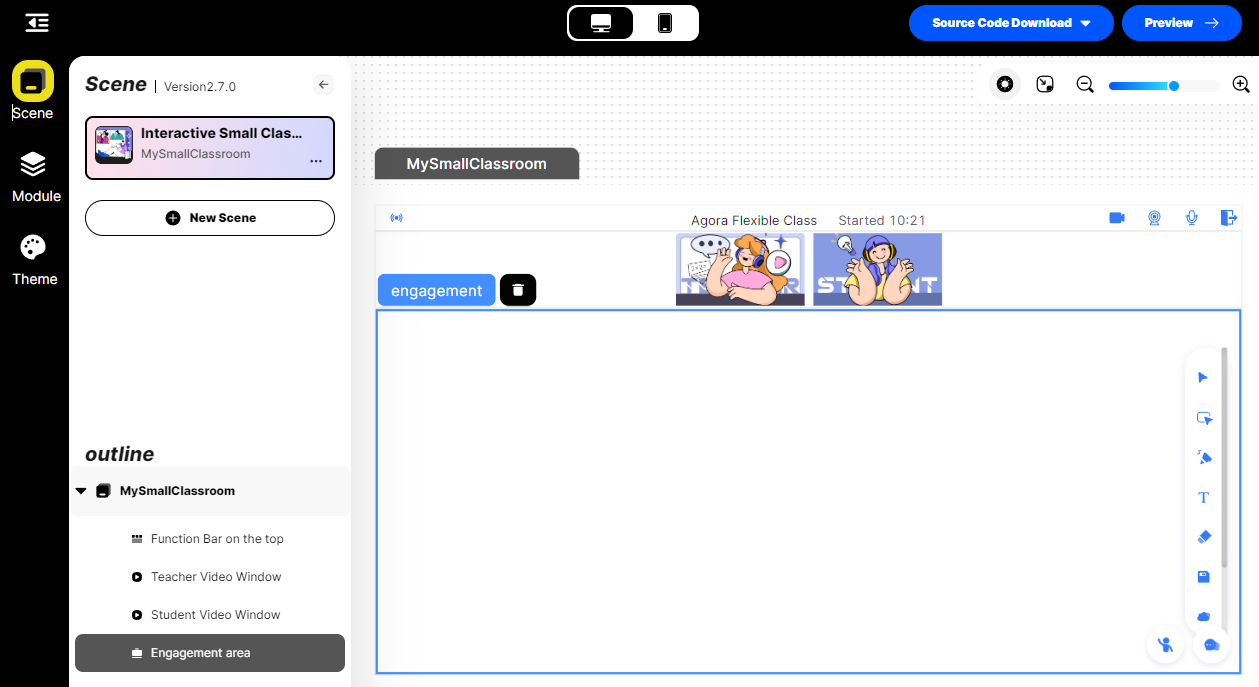 Source Code Download
Preview
Scene
Module
Theme
Scene | Version2.7.0
Interactive Small Clas...
MySmallClassroom
...
New Scene
outline
MySmallClassroom
Function Bar on the top
Teacher Video Window
Student Video Window
Engagement area
MySmallClassroom
Agora Flexible Class Started 10:21
engagement
T